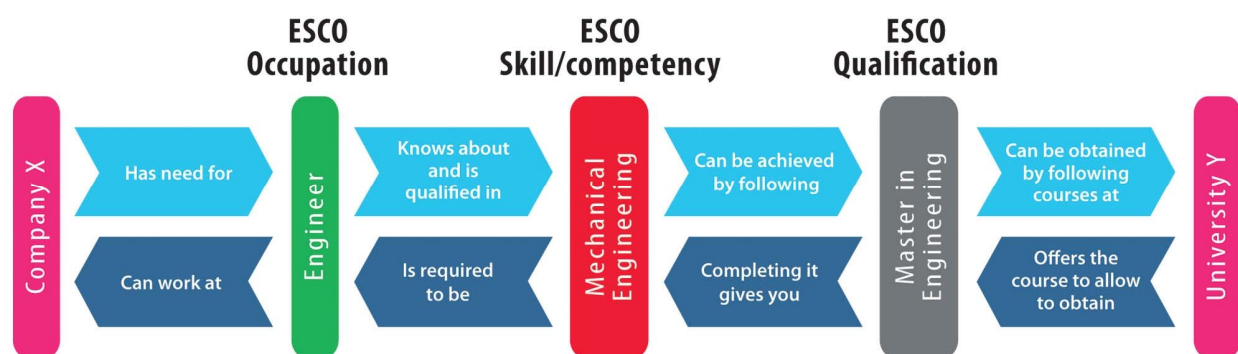 ESCO
Occupation
ESCO
Skill/competency
ESCO
Qualification
Company X
Has need for
Can work at
Engineer
Knows about
and is
qualified in
Is required
to be
Mechanical
Engineering
Can be achieved
by following
Completing it
gives you
Master in
Engineering
Can be obtained
by following
courses at
Offers the
course to allow
to obtain
University Y